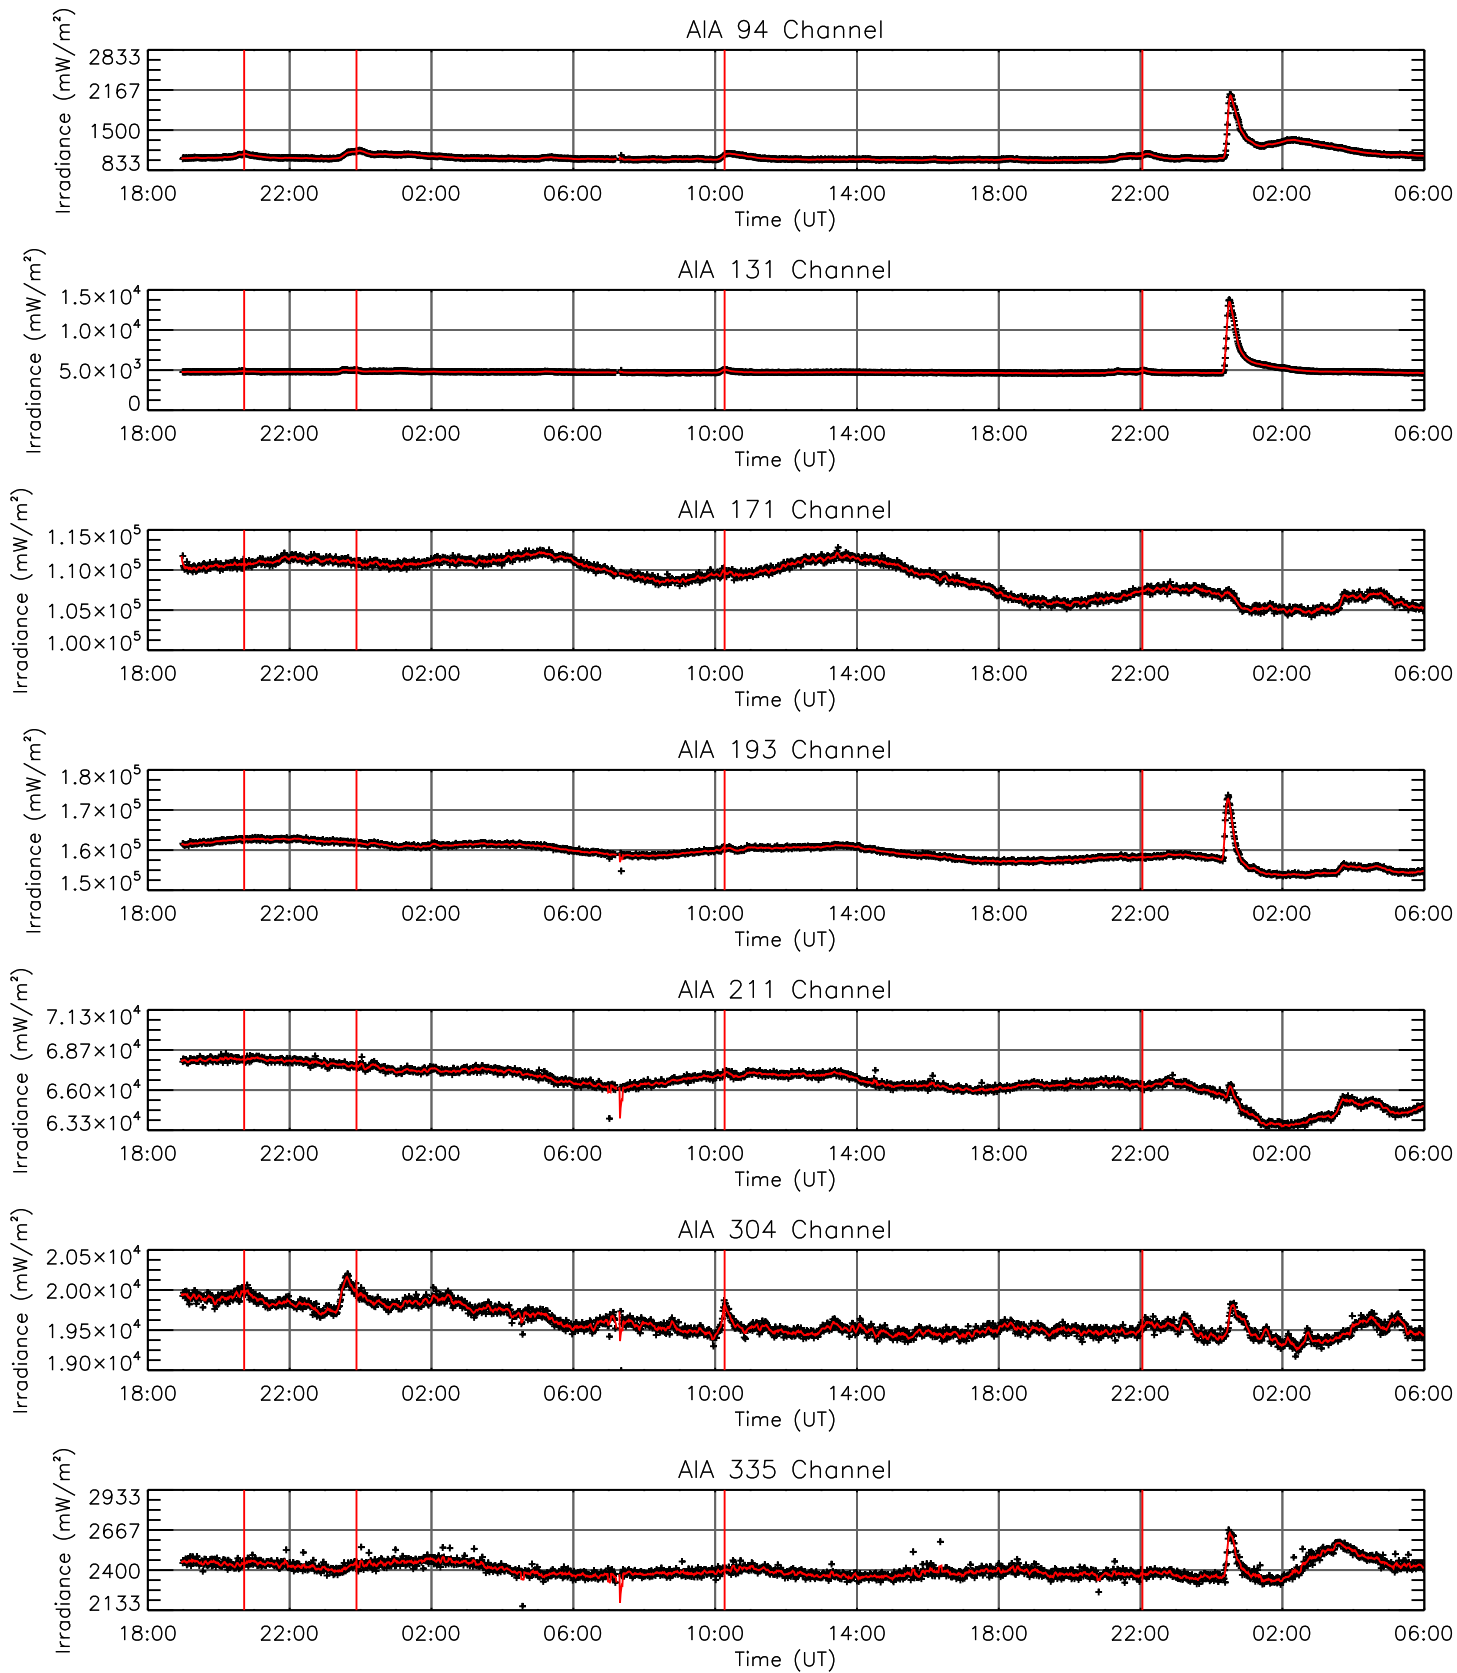 AIA 94 Channel
Irradiance (mW/m²)
2833
2167
1500
833
18:00 22:00 02:00 06:00 10:00 14:00 18:00 22:00 02:00 06:00
Time (UT)
AIA 131 Channel
Irradiance (mW/m²)
1.5×10⁴
1.0×10⁴
5.0×10³
0
18:00 22:00 02:00 06:00 10:00 14:00 18:00 22:00 02:00 06:00
Time (UT)
AIA 171 Channel
Irradiance (mW/m²)
1.15×10⁵
1.10×10⁵
1.05×10⁵
1.00×10⁵
18:00 22:00 02:00 06:00 10:00 14:00 18:00 22:00 02:00 06:00
Time (UT)
AIA 193 Channel
Irradiance (mW/m²)
1.8×10⁵
1.7×10⁵
1.6×10⁵
1.5×10⁵
18:00 22:00 02:00 06:00 10:00 14:00 18:00 22:00 02:00 06:00
Time (UT)
AIA 211 Channel
Irradiance (mW/m²)
7.13×10⁴
6.87×10⁴
6.60×10⁴
6.33×10⁴
18:00 22:00 02:00 06:00 10:00 14:00 18:00 22:00 02:00 06:00
Time (UT)
AIA 304 Channel
Irradiance (mW/m²)
2.05×10⁴
2.00×10⁴
1.95×10⁴
1.90×10⁴
18:00 22:00 02:00 06:00 10:00 14:00 18:00 22:00 02:00 06:00
Time (UT)
AIA 335 Channel
Irradiance (mW/m²)
2933
2667
2400
2133
18:00 22:00 02:00 06:00 10:00 14:00 18:00 22:00 02:00 06:00
Time (UT)